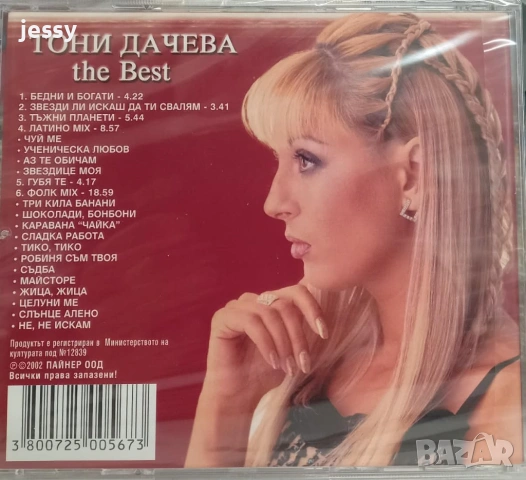 jessy
ТОНИ ДАЧЕВА
the Best
1. БЕДНИ И БОГАТИ - 4.22
2. ЗВЕЗДИ ЛИ ИСКАШ ДА ТИ СВАЛЯМ - 3.41
3. ТЪЖНИ ПЛАНЕТИ - 5.44
4. ЛАТИНО MIX - 8.57
• ЧУЙ МЕ
• УЧЕНИЧЕСКА ЛЮБОВ
• АЗ ТЕ ОБИЧАМ
• ЗВЕЗДИЦЕ МОЯ
5. ГУБЯ ТЕ - 4.17
6. ФОЛК MIX - 18.59
• ТРИ КИЛА БАНАНИ
• ШОКОЛАДИ, БОНБОНИ
• КАРАВАНА "ЧАЙКА"
• СЛАДКА РАБОТА
• ТИКО, ТИКО
• РОБИНЯ СЪМ ТВОЯ
• СЪДБА
• МАЙСТОРЕ
• ЖИЦА, ЖИЦА
• ЦЕЛУНИ МЕ
• СЛЪНЦЕ АЛЕНО
• НЕ, НЕ ИСКАМ
Продуктът е регистриран в Министерството на
културата под №12839
℗©2002 ПАЙНЕР ООД
Всички права запазени!
3 800725 005673
BAZAR